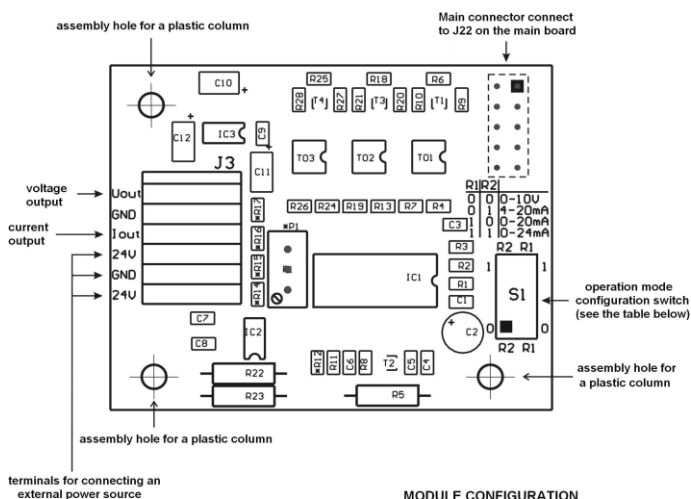 assembly hole for a plastic column
Main connector connect
to J22 on the main board
R25
R18
R6
C10
R28
T4
R27
R21
T3
R20
R10
T1
R9
C12
IC3
C9
J3
C11
TO3
TO2
TO1
voltage
output
Uout
GND
current
output
Iout
24V
GND
24V
*R17
*R16
*R15
*R14
R26
R24
R19
R13
R7
R4
*P1
R1 R2
0 0 0-10V
0 1 4-20mA
1 0 0-20mA
1 1 0-24mA
C3
R3
R2
R1
C1
IC1
R2 R1
1
1
S1
0
0
R2 R1
operation mode
configuration switch
(see the table below)
C7
C8
IC2
C2
*R12
R11
C6
R8
T2
C5
C4
R22
R23
R5
assembly hole for
a plastic column
assembly hole for a plastic column
terminals for connecting an
external power source
MODULE CONFIGURATION